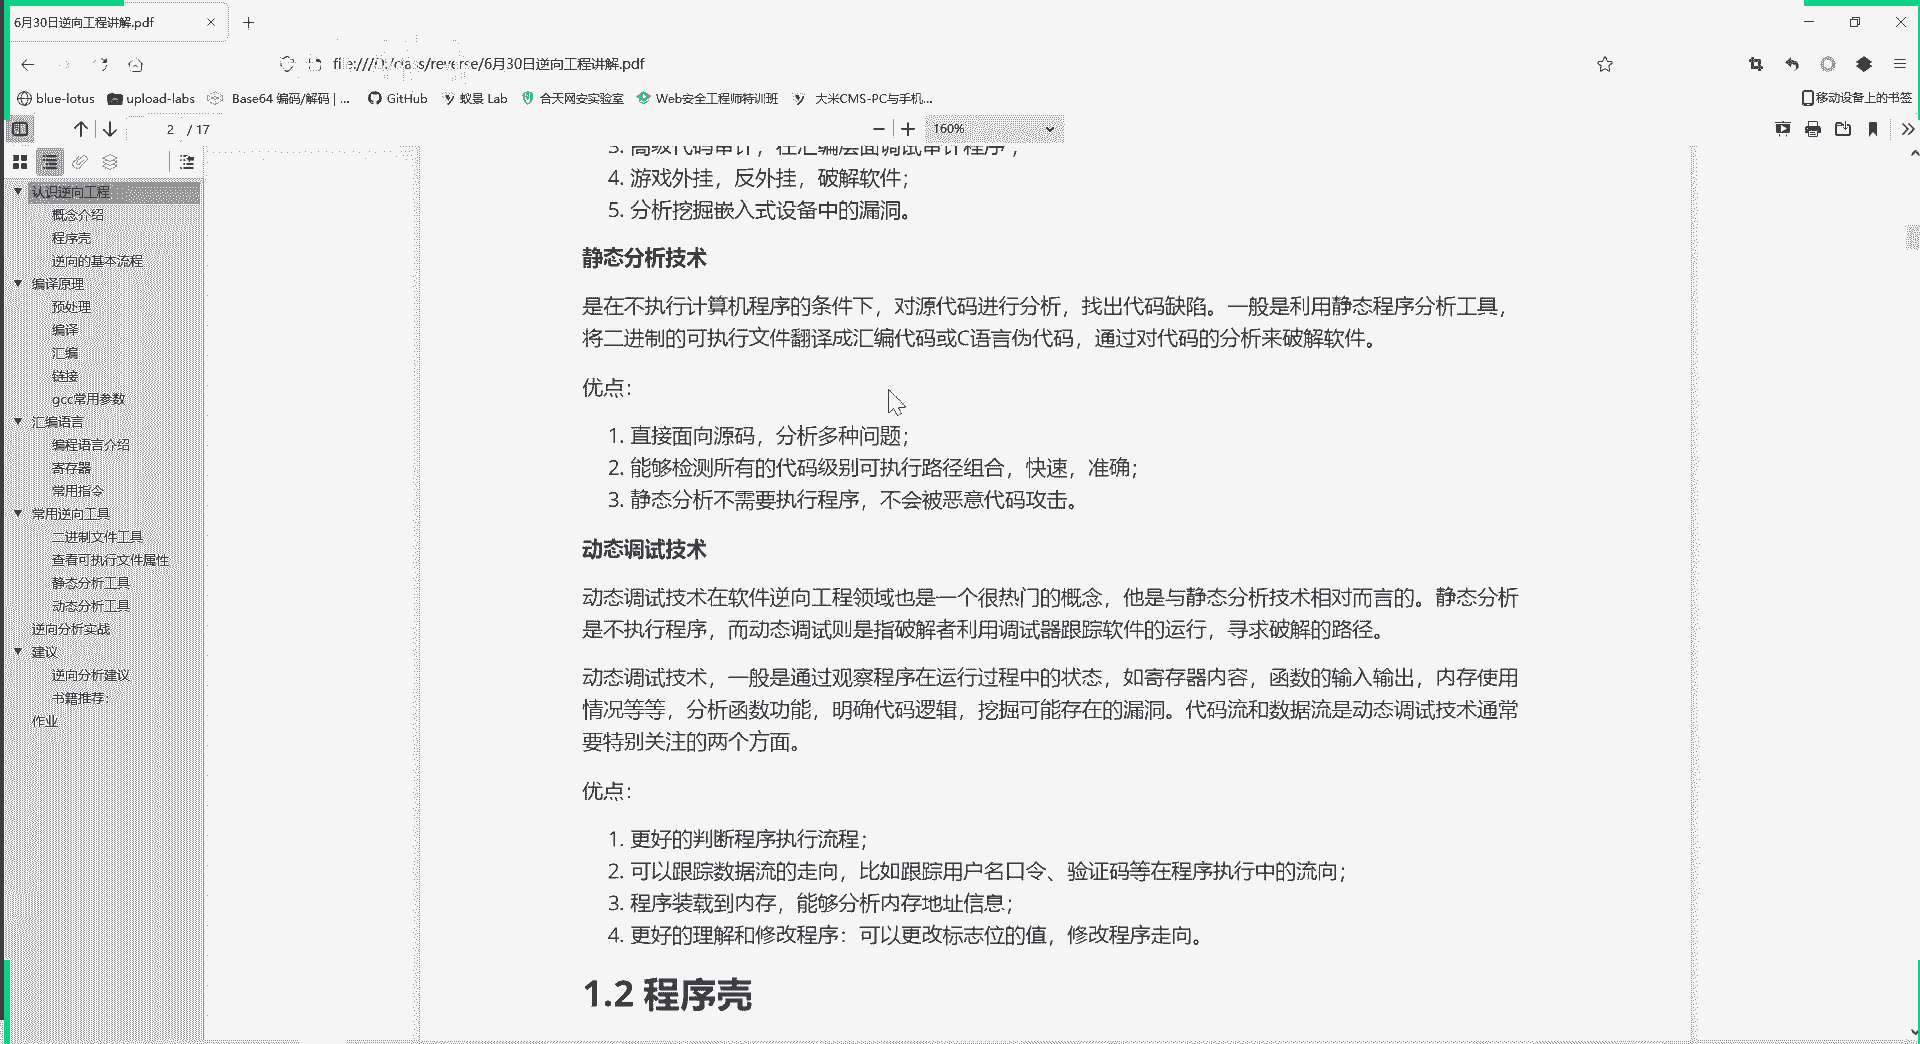 6月30日逆向工程讲解.pdf
file:///D:/class/reverse/6月30日逆向工程讲解.pdf
blue-lotus
upload-labs
Base64 编码/解码 | ...
GitHub
蚁景 Lab
合天网安实验室
Web安全工程师特训班
大米CMS-PC与手机...
移动设备上的书签
2 / 17
160%
认识逆向工程
概念介绍
程序壳
逆向的基本流程
编译原理
预处理
编译
汇编
链接
gcc常用参数
汇编语言
编程语言介绍
寄存器
常用指令
常用逆向工具
二进制文件工具
查看可执行文件属性
静态分析工具
动态分析工具
逆向分析实战
建议
逆向分析建议
书籍推荐:
作业
3. 高级代码审计，在汇编层面调试审计程序；
4. 游戏外挂，反外挂，破解软件；
5. 分析挖掘嵌入式设备中的漏洞。
静态分析技术
是在不执行计算机程序的条件下，对源代码进行分析，找出代码缺陷。一般是利用静态程序分析工具，
将二进制的可执行文件翻译成汇编代码或C语言伪代码，通过对代码的分析来破解软件。
优点：
1. 直接面向源码，分析多种问题；
2. 能够检测所有的代码级别可执行路径组合，快速，准确；
3. 静态分析不需要执行程序，不会被恶意代码攻击。
动态调试技术
动态调试技术在软件逆向工程领域也是一个很热门的概念，他是与静态分析技术相对而言的。静态分析
是不执行程序，而动态调试则是指破解者利用调试器跟踪软件的运行，寻求破解的路径。
动态调试技术，一般是通过观察程序在运行过程中的状态，如寄存器内容，函数的输入输出，内存使用
情况等等，分析函数功能，明确代码逻辑，挖掘可能存在的漏洞。代码流和数据流是动态调试技术通常
要特别关注的两个方面。
优点：
1. 更好的判断程序执行流程；
2. 可以跟踪数据流的走向，比如跟踪用户名口令、验证码等在程序执行中的流向；
3. 程序装载到内存，能够分析内存地址信息；
4. 更好的理解和修改程序：可以更改标志位的值，修改程序走向。
1.2 程序壳